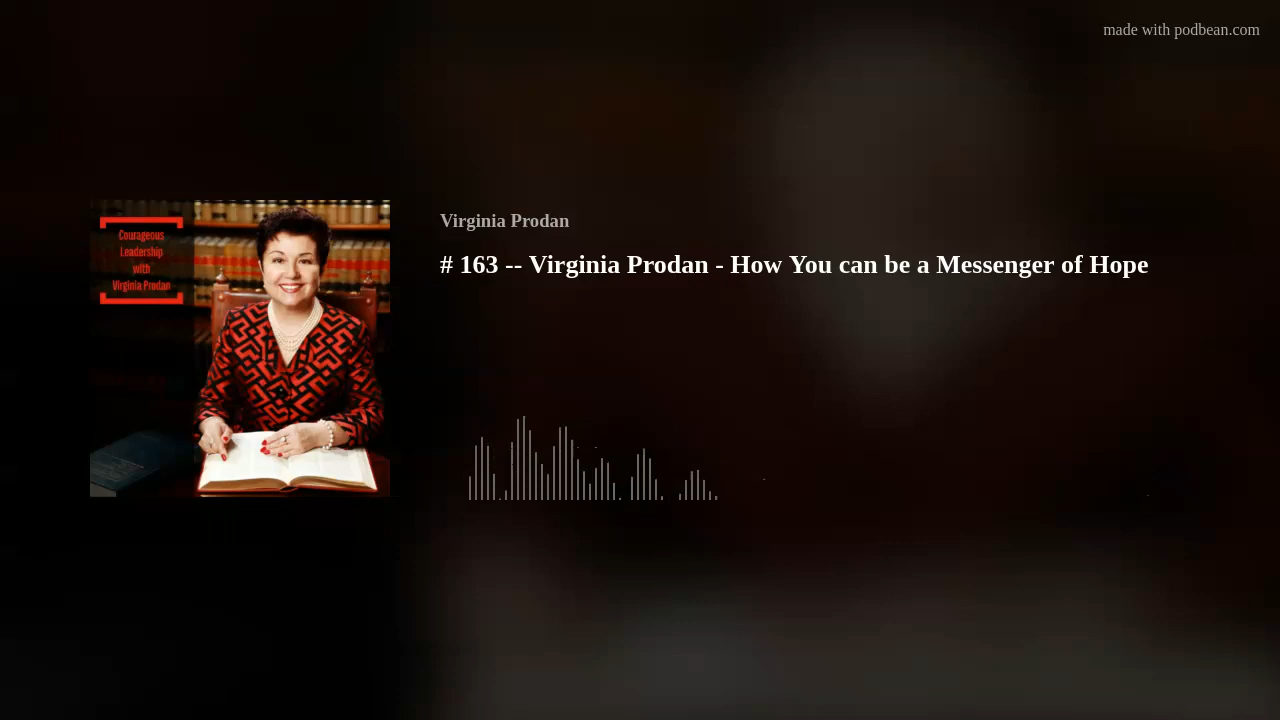 made with podbean.com
Courageous
Leadership
with
Virginia Prodan
Virginia Prodan
# 163 -- Virginia Prodan - How You can be a Messenger of Hope